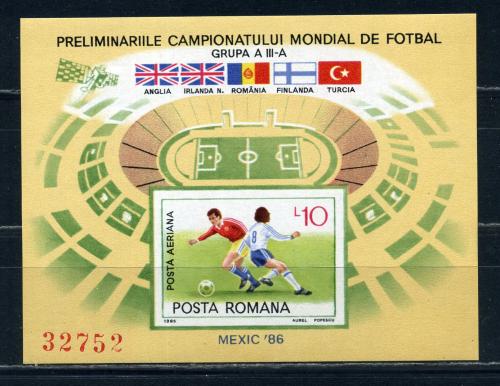 PRELIMINARIILE CAMPIONATULUI MONDIAL DE FOTBAL
GRUPA A III-A
ANGLIA IRLANDA N. ROMÂNIA FINLANDA TURCIA
POSTA AERIANA
L10
8
POSTA ROMANA
1985 AUREL POPESCU
32752
MEXIC '86